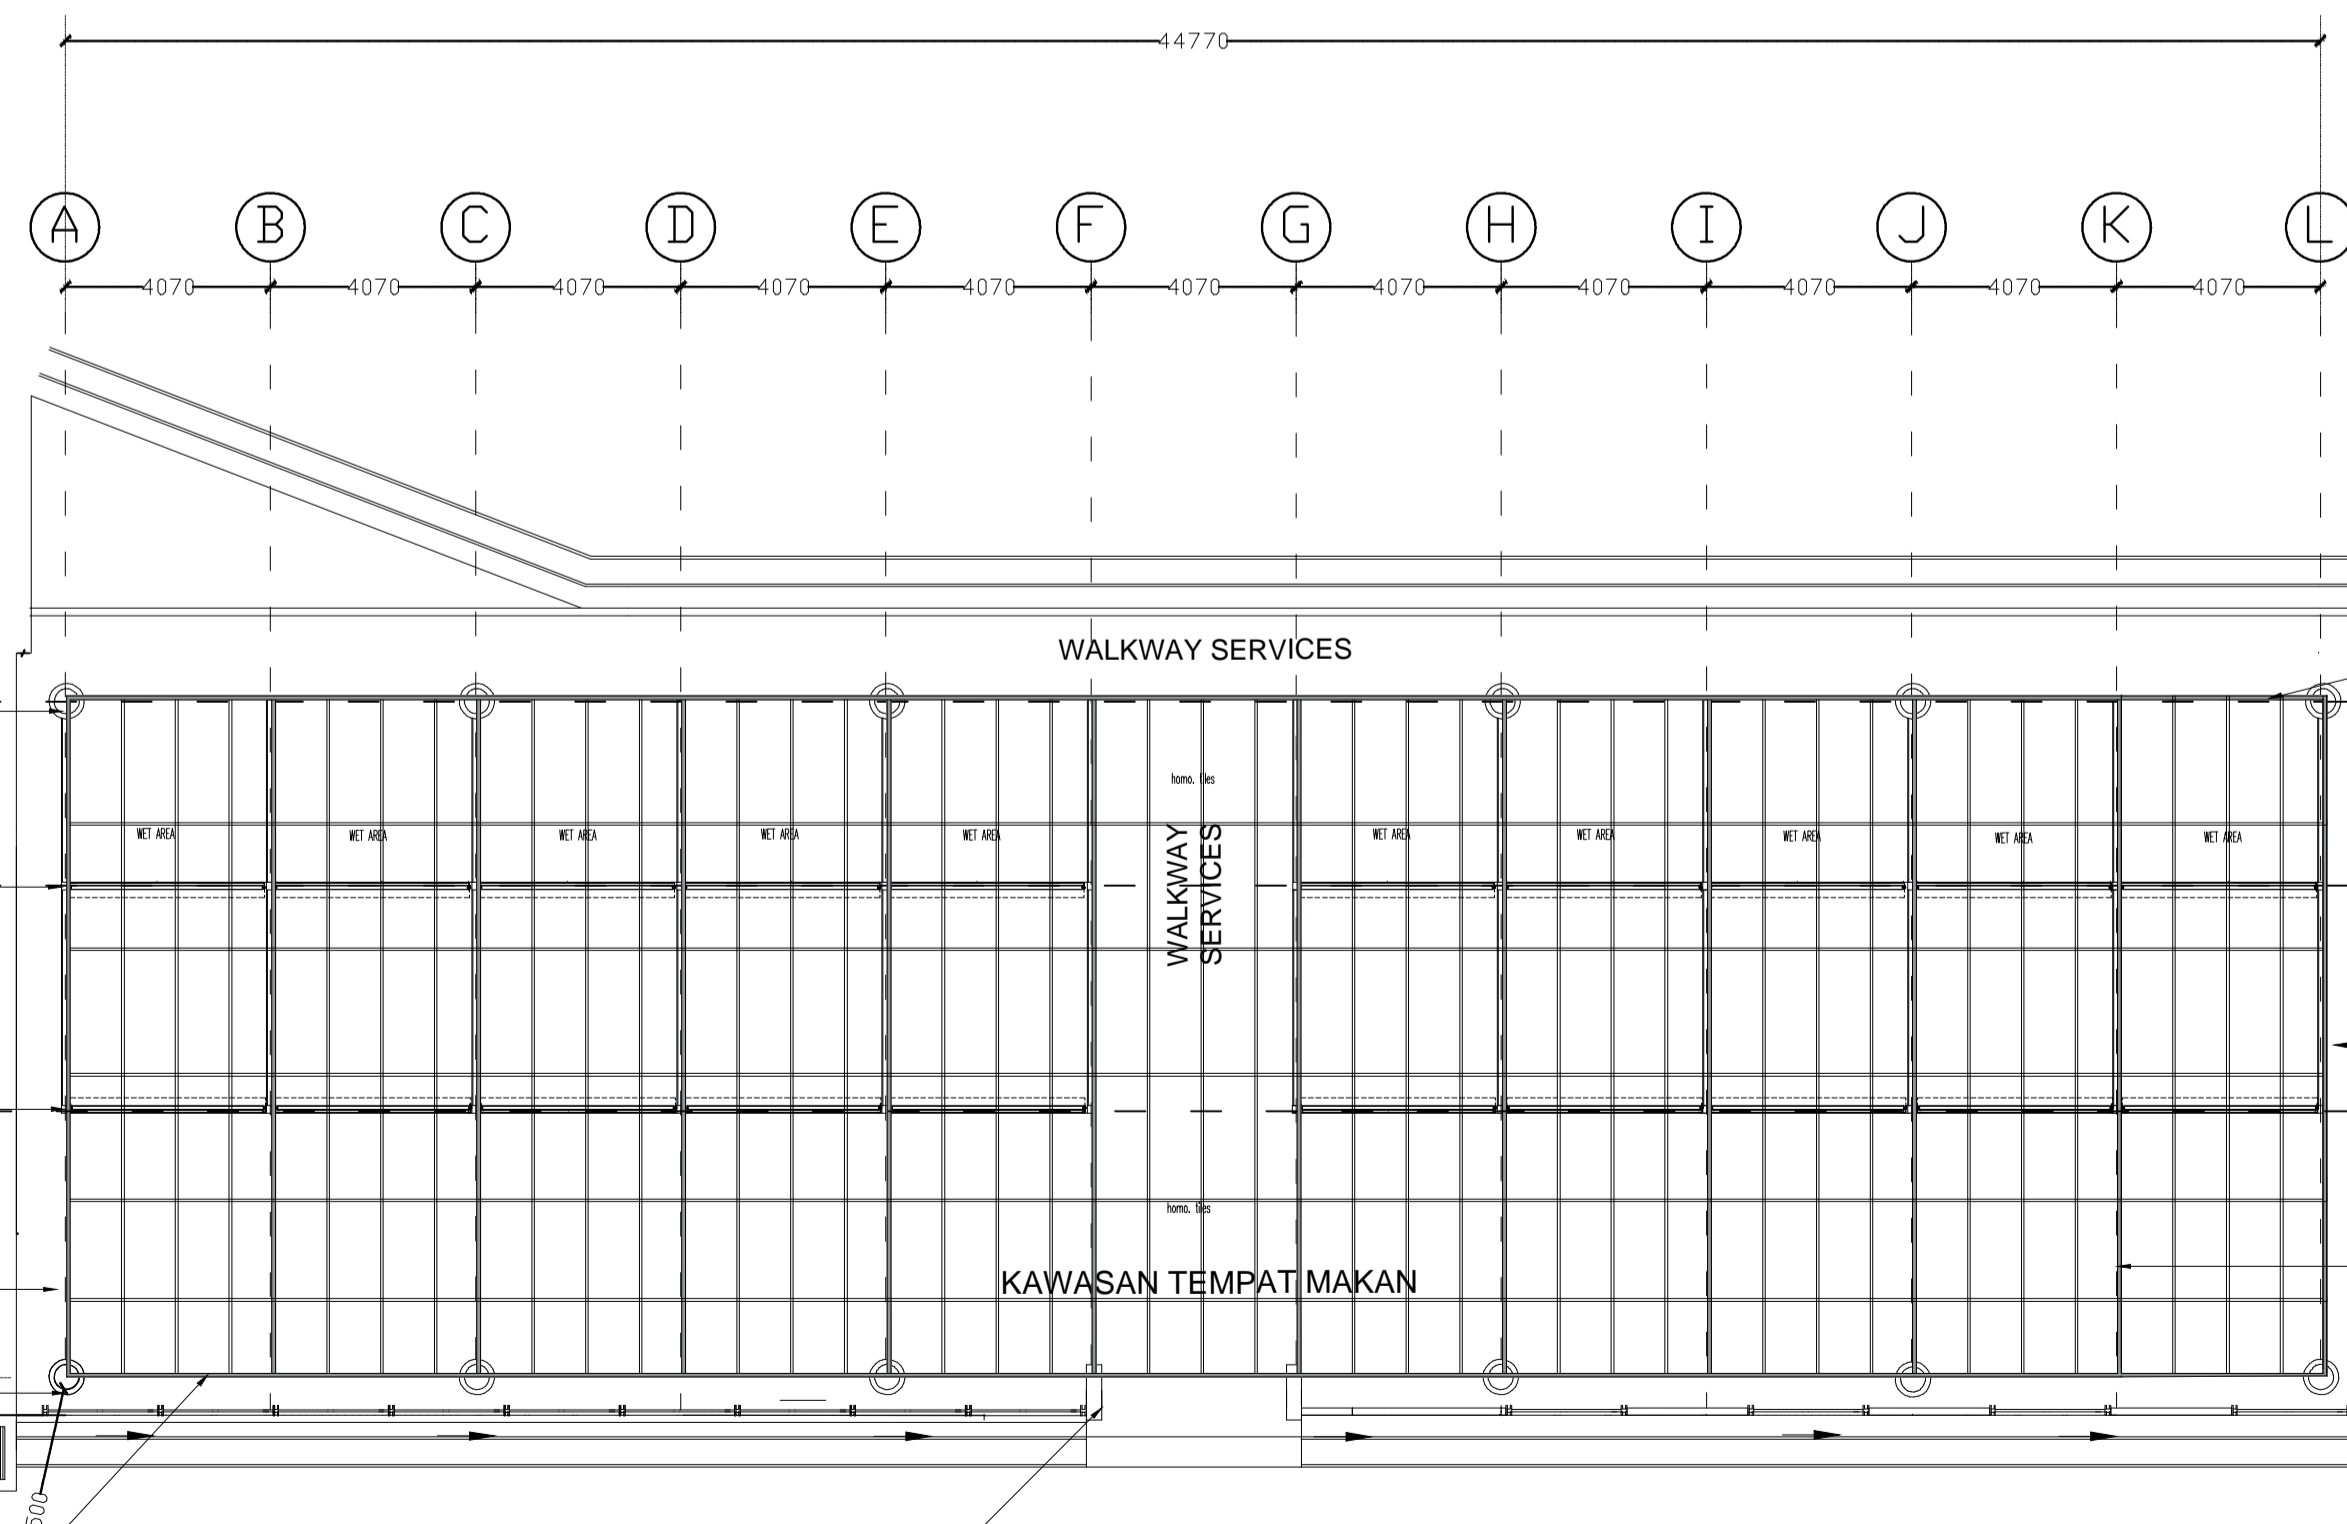 44770
A B C D E F G H I J K L
4070 4070 4070 4070 4070 4070 4070 4070 4070 4070 4070
WALKWAY SERVICES
homo. tiles
WET AREA WET AREA WET AREA WET AREA WET AREA WET AREA WET AREA WET AREA WET AREA WET AREA
WALKWAY
SERVICES
homo. tiles
KAWASAN TEMPAT MAKAN